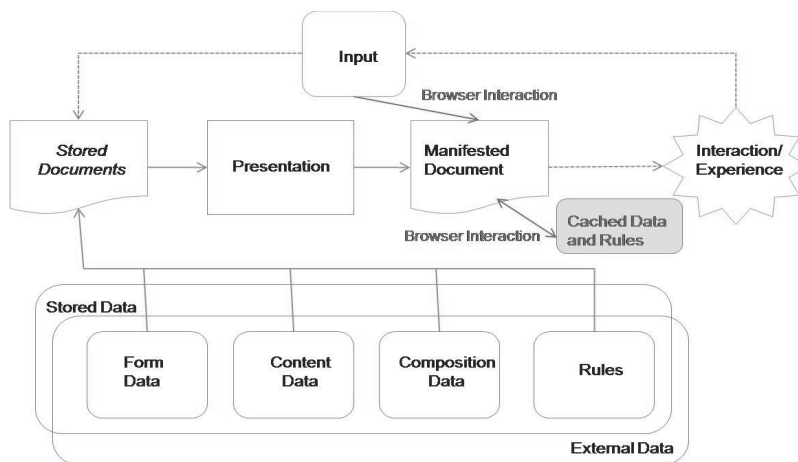 Input
Browser Interaction
Stored
Documents
Presentation
Manifested
Document
Interaction/
Experience
Browser Interaction
Cached Data
and Rules
Stored Data
Form
Data
Content
Data
Composition
Data
Rules
External Data